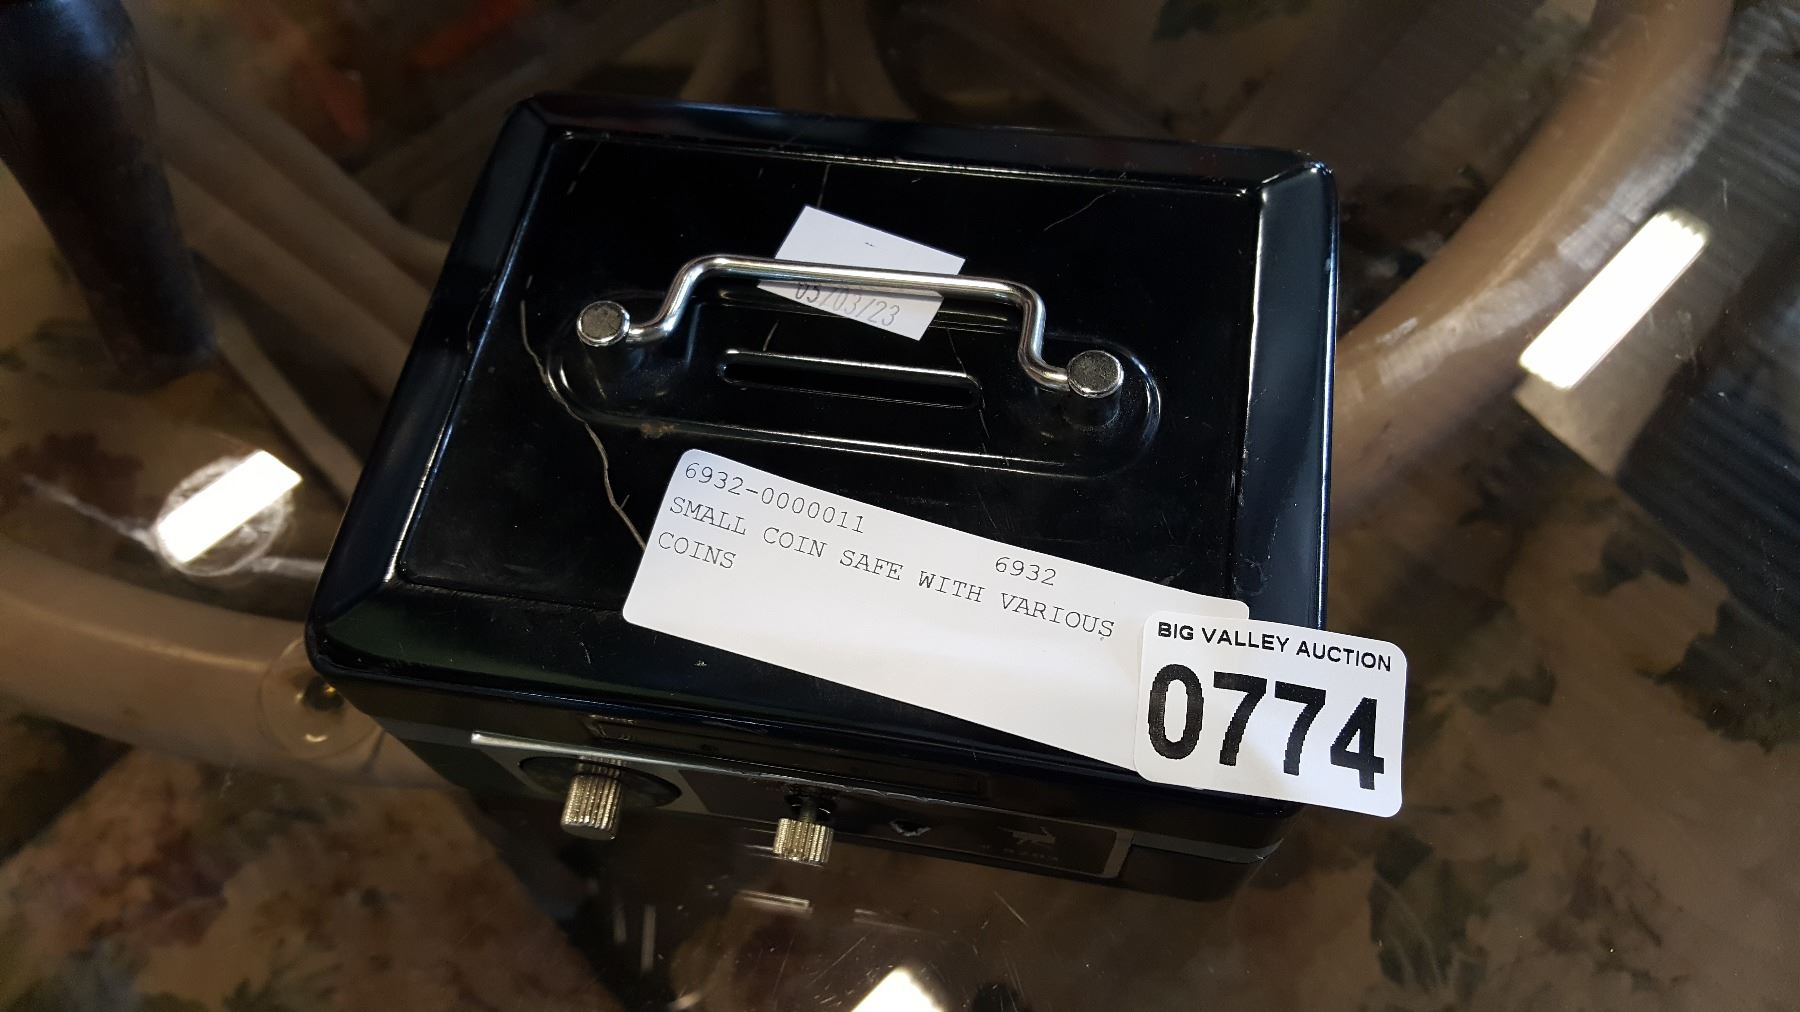 05/03/23
6932-0000011 6932
SMALL COIN SAFE WITH VARIOUS
COINS
BIG VALLEY AUCTION
0774